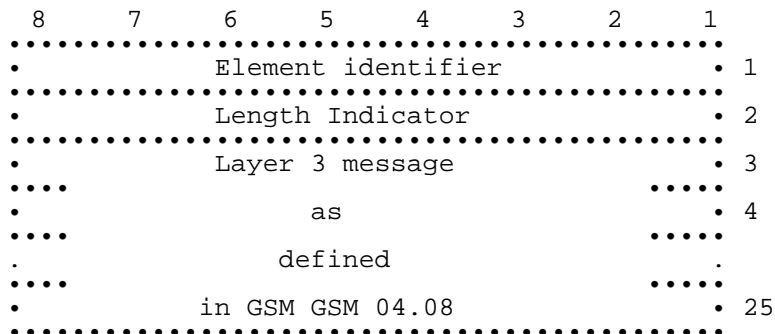 8 7 6 5 4 3 2 1
Element identifier 1
Length Indicator 2
Layer 3 message 3
as 4
defined
in GSM GSM 04.08 25